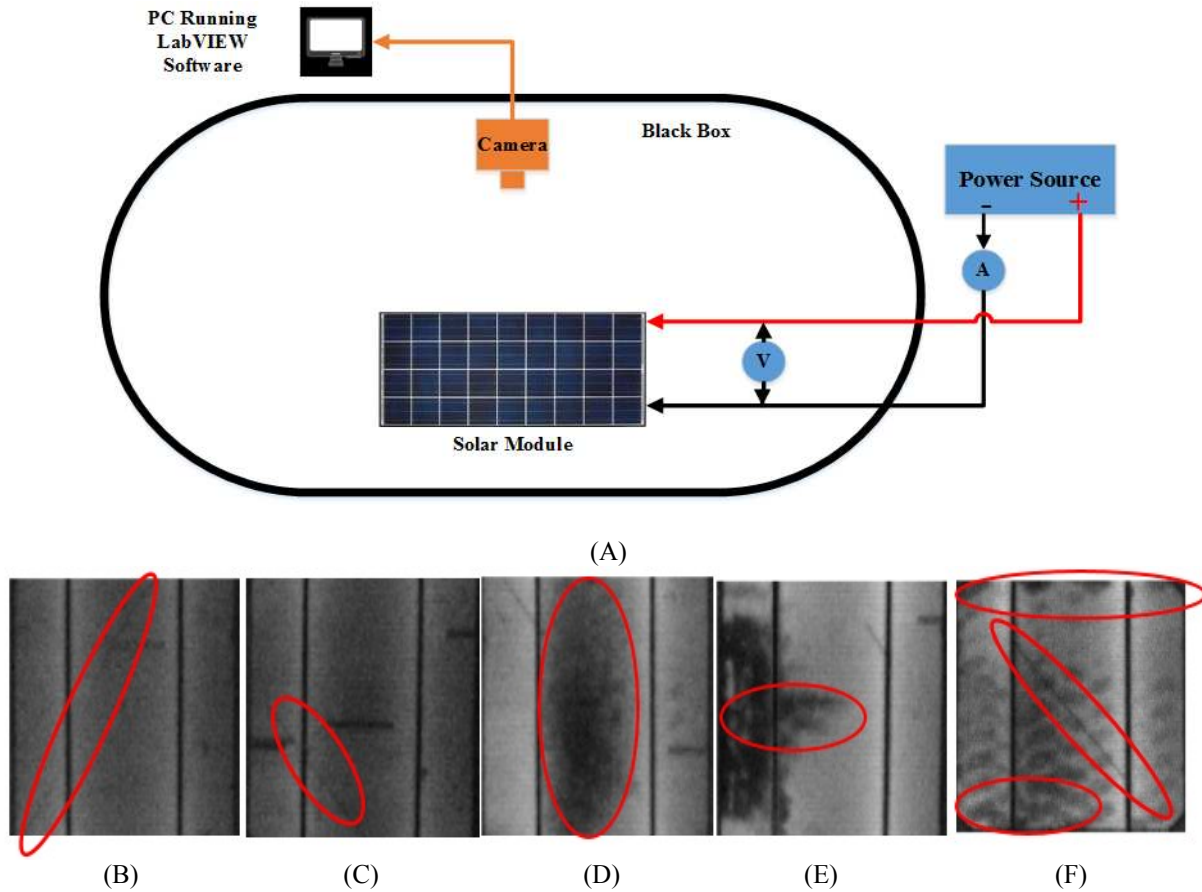 PC Running
LabVIEW
Software
Camera
Black Box
Power Source
- +
A
V
Solar Module
(A)
(B) (C) (D) (E) (F)